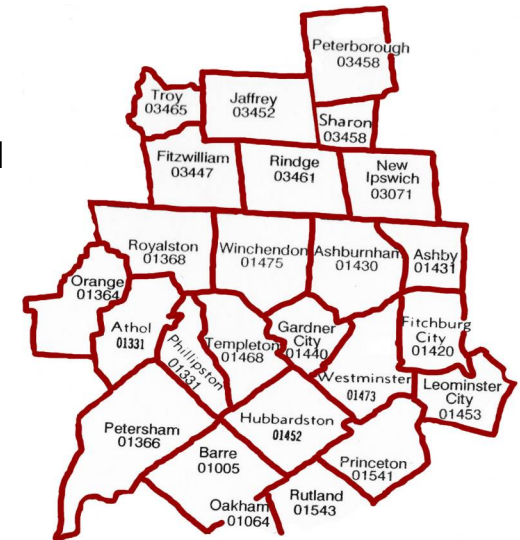 Peterborough
03458
Troy
03465
Jaffrey
03452
Sharon
03458
Fitzwilliam
03447
Rindge
03461
New
Ipswich
03071
Royalston
01368
Winchendon
01475
Ashburnham
01430
Ashby
01431
Orange
01364
Athol
01331
Phillipston
01331
Templeton
01468
Gardner
City
01440
Fitchburg
City
01420
Westminster
01473
Leominster
City
01453
Petersham
01366
Hubbardston
01452
Barre
01005
Princeton
01541
Oakham
01064
Rutland
01543